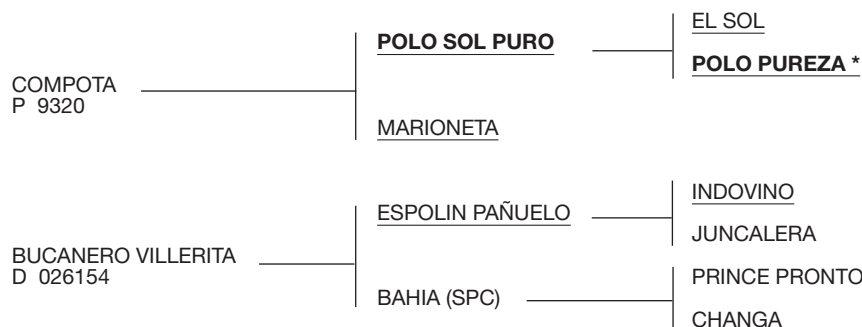 EL SOL
POLO SOL PURO
POLO PUREZA *
COMPOTA
P 9320
MARIONETA
INDOVINO
ESPOLIN PAÑUELO
JUNCALERA
BUCANERO VILLERITA
D 026154
PRINCE PRONTO
BAHIA (SPC)
CHANGA